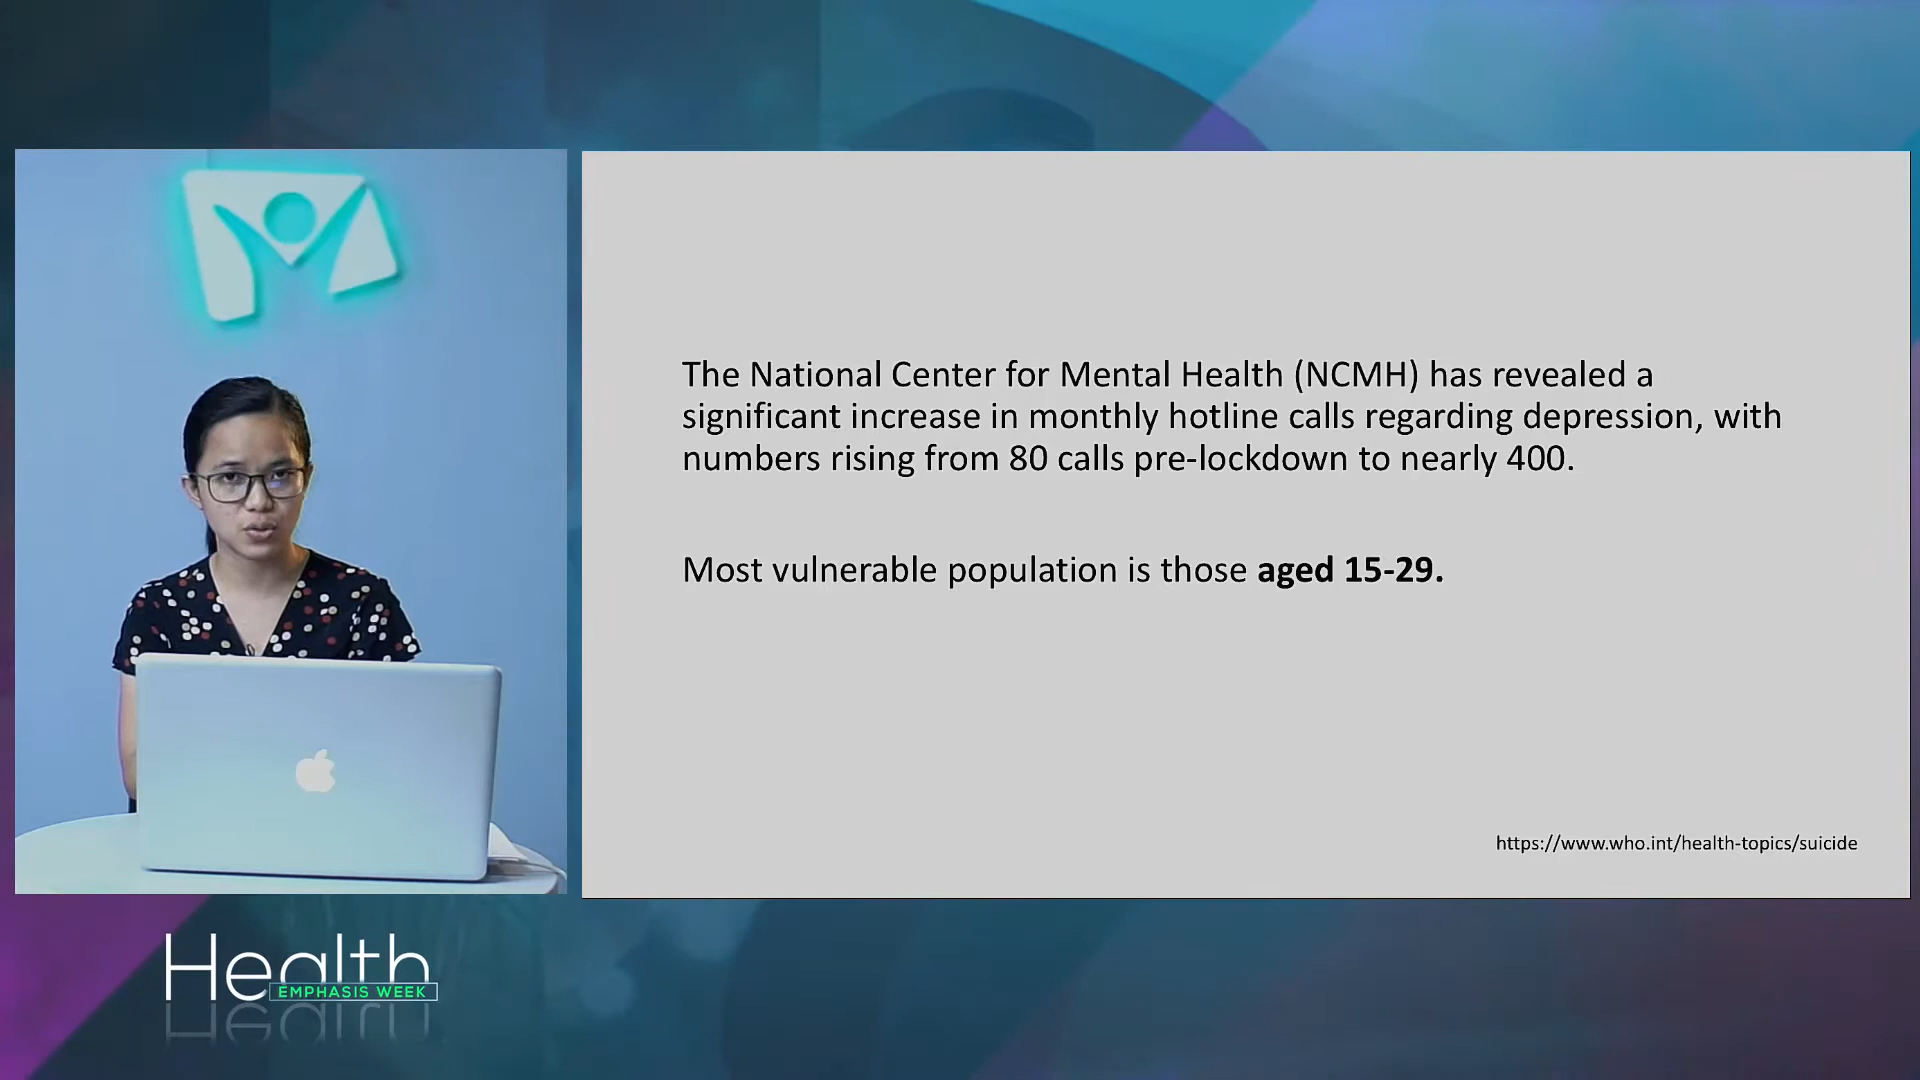 The National Center for Mental Health (NCMH) has revealed a
significant increase in monthly hotline calls regarding depression, with
numbers rising from 80 calls pre-lockdown to nearly 400.
Most vulnerable population is those aged 15-29.
https://www.who.int/health-topics/suicide
Health
EMPHASIS WEEK